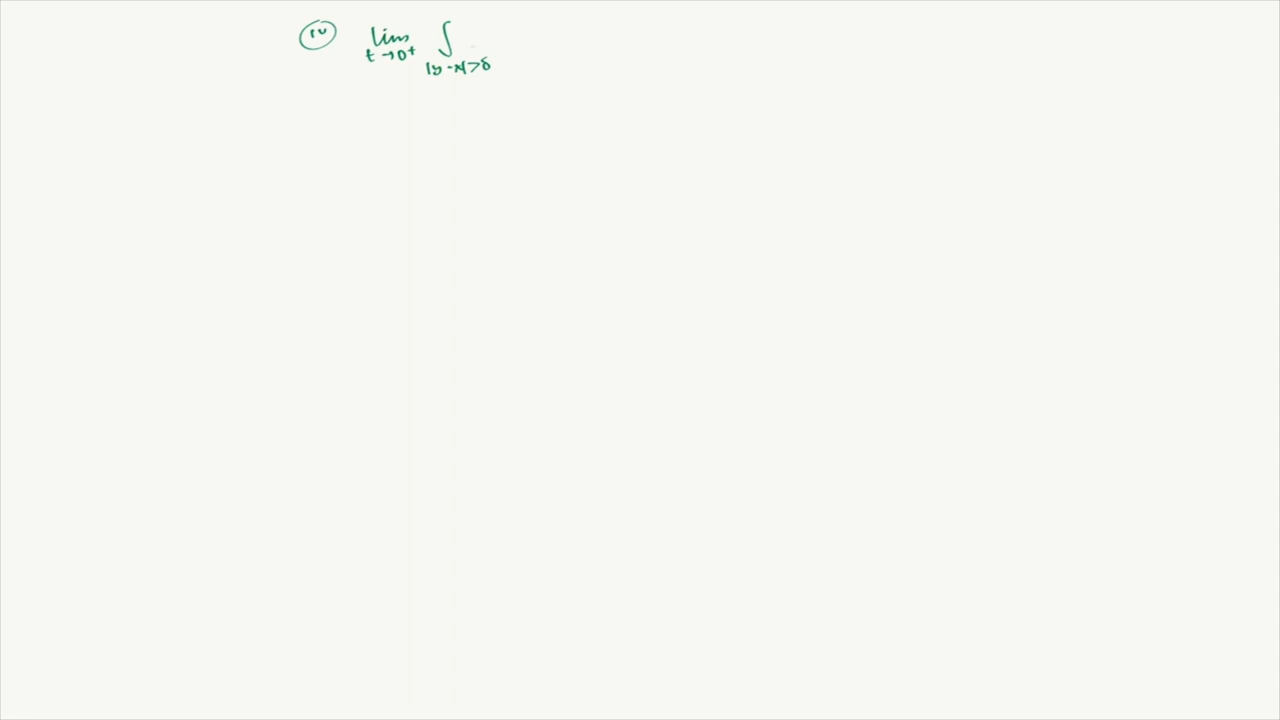 (iv) lim ∫
t→0⁺ |y-x|>δ